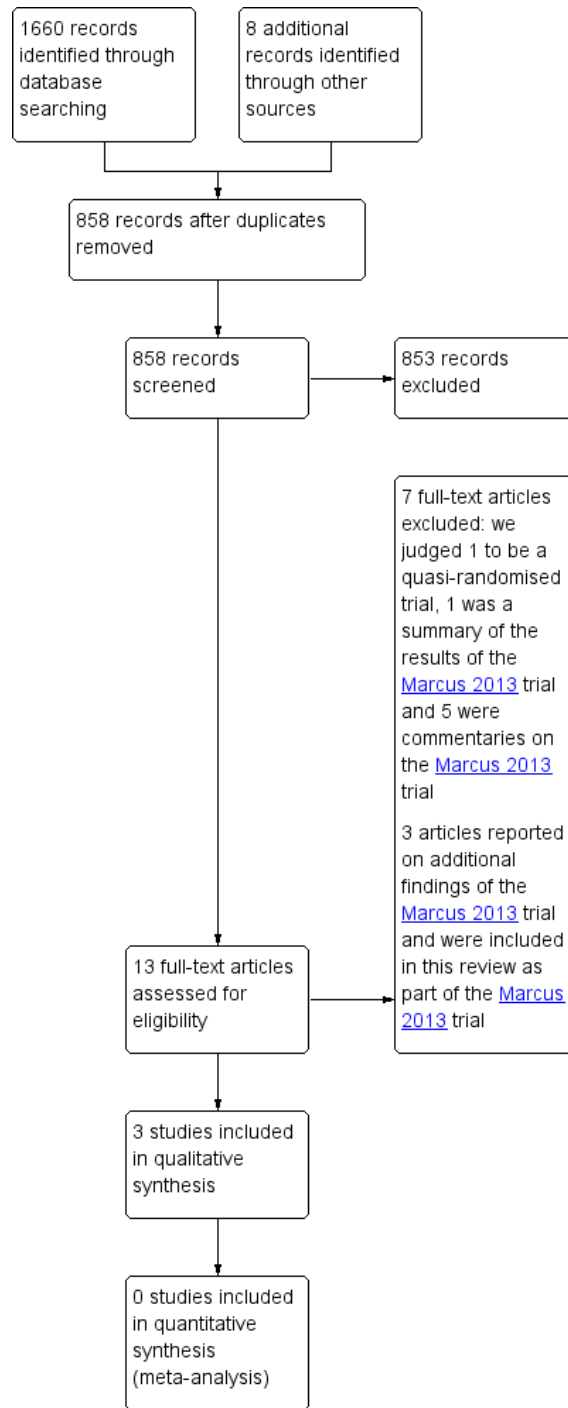 1660 records
identified through
database
searching
8 additional
records identified
through other
sources
858 records after duplicates
removed
858 records
screened
853 records
excluded
7 full-text articles
excluded: we
judged 1 to be a
quasi-randomised
trial, 1 was a
summary of the
results of the
Marcus 2013 trial
and 5 were
commentaries on
the Marcus 2013
trial
3 articles reported
on additional
findings of the
Marcus 2013 trial
and were included
in this review as
part of the Marcus
2013 trial
13 full-text articles
assessed for
eligibility
3 studies included
in qualitative
synthesis
0 studies included
in quantitative
synthesis
(meta-analysis)